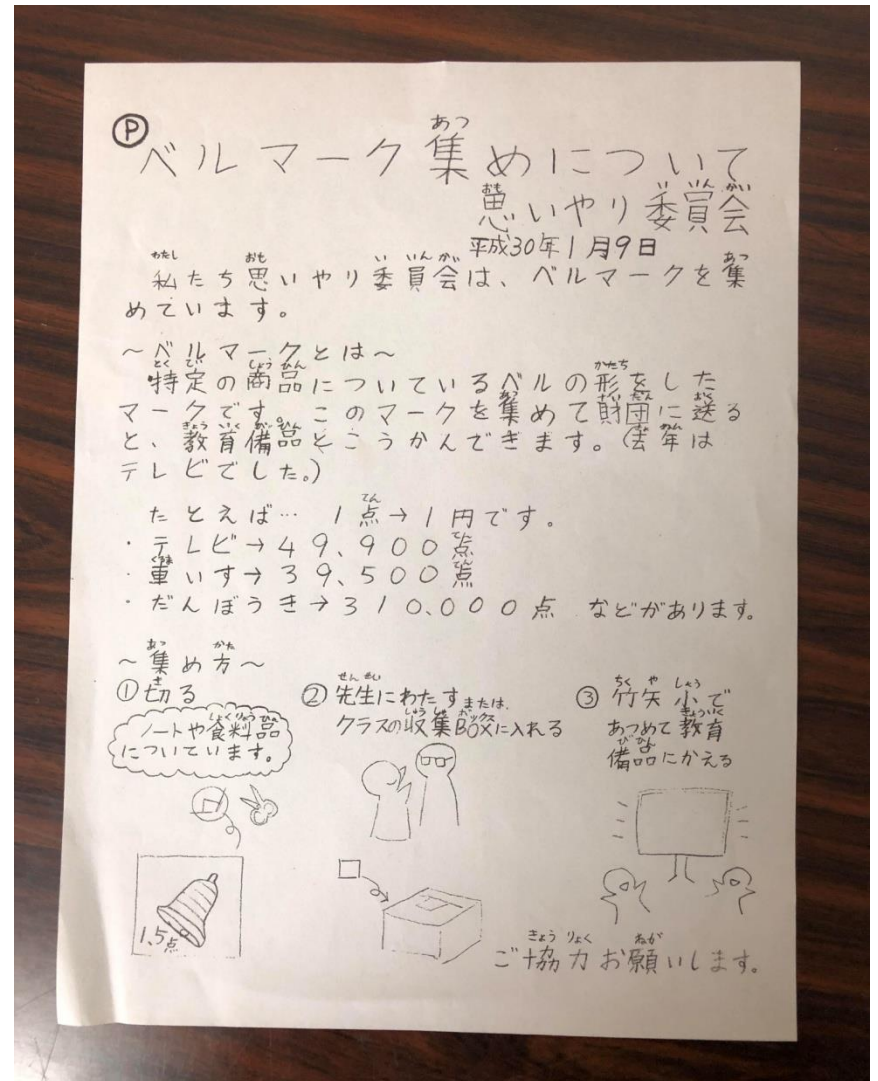 Ⓟ
ベルマーク集めについて
思いやり委員会
平成30年1月9日
私たち思いやり委員会は、ベルマークを集
めています。
～ベルマークとは～
特定の商品についているベルの形をした
マークです。このマークを集めて財団に送る
と、教育備品とこうかんできます。(去年は
テレビでした。)
たとえば… 1点→1円です。
・テレビ→49,900点
・車いす→39,500点
・だんぼうき→310,000点 などがあります。
～集め方～
①切る
ノートや食料品
についています。
1.5点
②先生にわたすまたは、
クラスの収集BOXに入れる
③竹矢小で
あつめて教育
備品にかえる
ご協力お願いします。